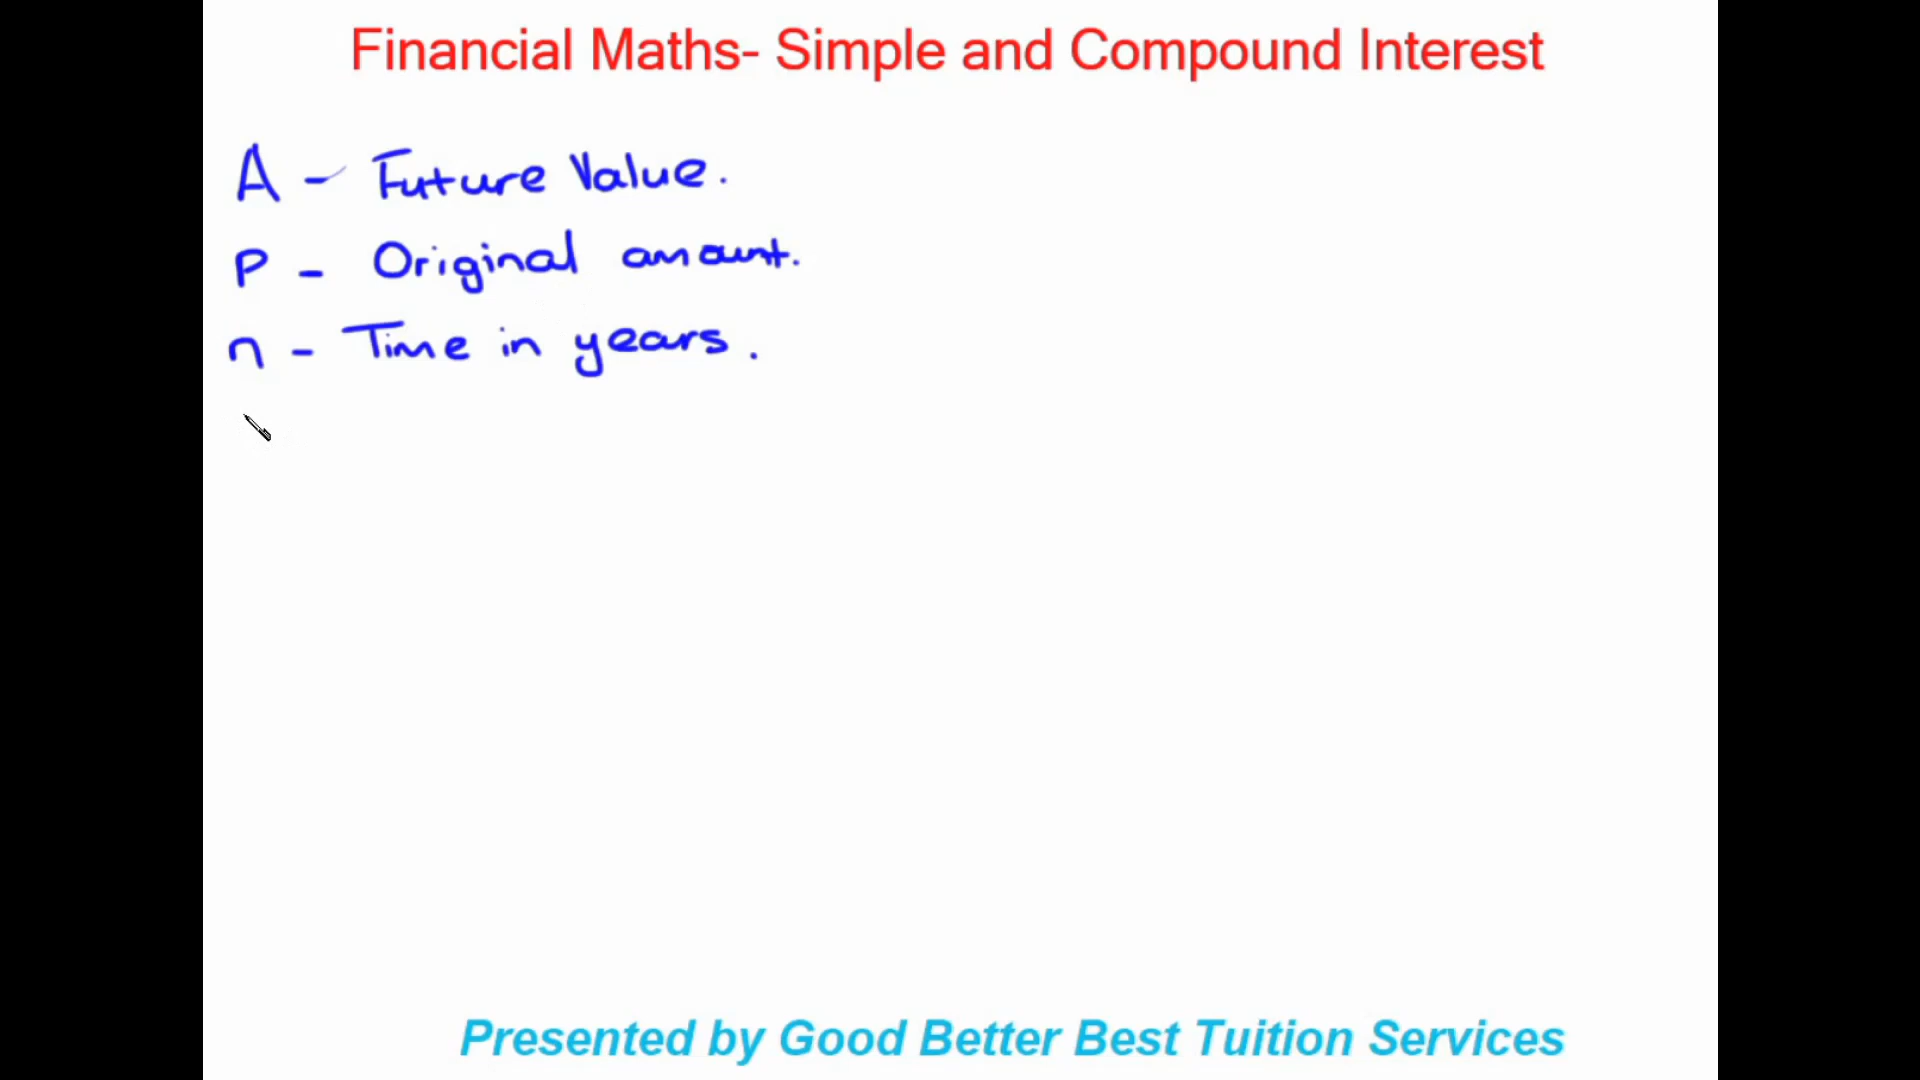 Financial Maths- Simple and Compound Interest
A - Future Value.
P - Original amount.
n - Time in years.
Presented by Good Better Best Tuition Services